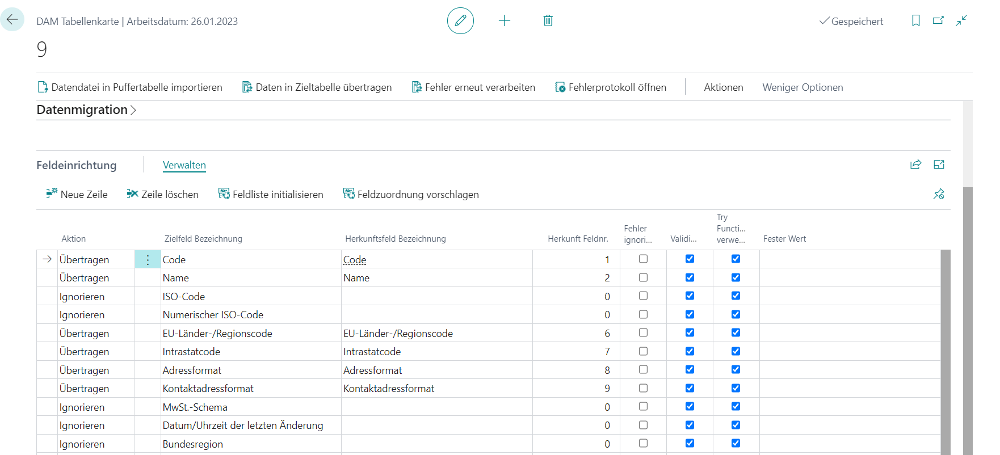 DAM Tabellenkarte | Arbeitsdatum: 26.01.2023
Gespeichert
9
Datendatei in Puffertabelle importieren Daten in Zieltabelle übertragen Fehler erneut verarbeiten Fehlerprotokoll öffnen Aktionen Weniger Optionen
Datenmigration
Feldeinrichtung Verwalten
Neue Zeile Zeile löschen Feldliste initialisieren Feldzuordnung vorschlagen
Aktion Zielfeld Bezeichnung Herkunftsfeld Bezeichnung Herkunft Feldnr. Fehler ignori... Validi... Try Functi... verwe... Fester Wert
Übertragen Code Code 1
Übertragen Name Name 2
Ignorieren ISO-Code 0
Ignorieren Numerischer ISO-Code 0
Übertragen EU-Länder-/Regionscode EU-Länder-/Regionscode 6
Übertragen Intrastatcode Intrastatcode 7
Übertragen Adressformat Adressformat 8
Übertragen Kontaktadressformat Kontaktadressformat 9
Ignorieren MwSt.-Schema 0
Ignorieren Datum/Uhrzeit der letzten Änderung 0
Ignorieren Bundesregion 0